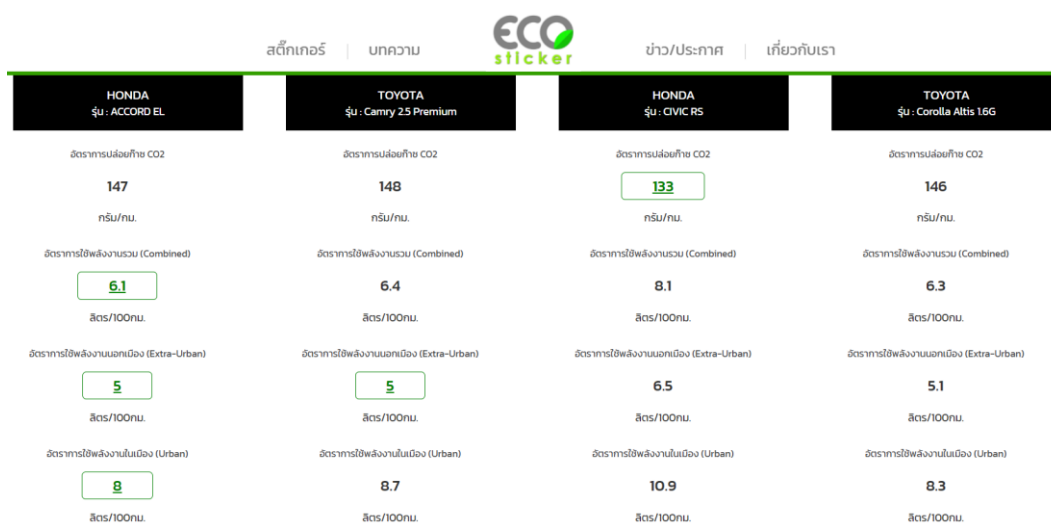 สติ๊กเกอร์ | บทความ ECO sticker ข่าว/ประกาศ | เกี่ยวกับเรา
HONDA TOYOTA HONDA TOYOTA
รุ่น : ACCORD EL รุ่น : Camry 2.5 Premium รุ่น : CIVIC RS รุ่น : Corolla Altis 1.6G
อัตราการปล่อยก๊าซ CO2 อัตราการปล่อยก๊าซ CO2 อัตราการปล่อยก๊าซ CO2 อัตราการปล่อยก๊าซ CO2
147 148 133 146
กรัม/กม. กรัม/กม. กรัม/กม. กรัม/กม.
อัตราการใช้พลังงานรวม (Combined) อัตราการใช้พลังงานรวม (Combined) อัตราการใช้พลังงานรวม (Combined) อัตราการใช้พลังงานรวม (Combined)
6.1 6.4 8.1 6.3
ลิตร/100กม. ลิตร/100กม. ลิตร/100กม. ลิตร/100กม.
อัตราการใช้พลังงานนอกเมือง (Extra-Urban) อัตราการใช้พลังงานนอกเมือง (Extra-Urban) อัตราการใช้พลังงานนอกเมือง (Extra-Urban) อัตราการใช้พลังงานนอกเมือง (Extra-Urban)
5 5 6.5 5.1
ลิตร/100กม. ลิตร/100กม. ลิตร/100กม. ลิตร/100กม.
อัตราการใช้พลังงานในเมือง (Urban) อัตราการใช้พลังงานในเมือง (Urban) อัตราการใช้พลังงานในเมือง (Urban) อัตราการใช้พลังงานในเมือง (Urban)
8 8.7 10.9 8.3
ลิตร/100กม. ลิตร/100กม. ลิตร/100กม. ลิตร/100กม.